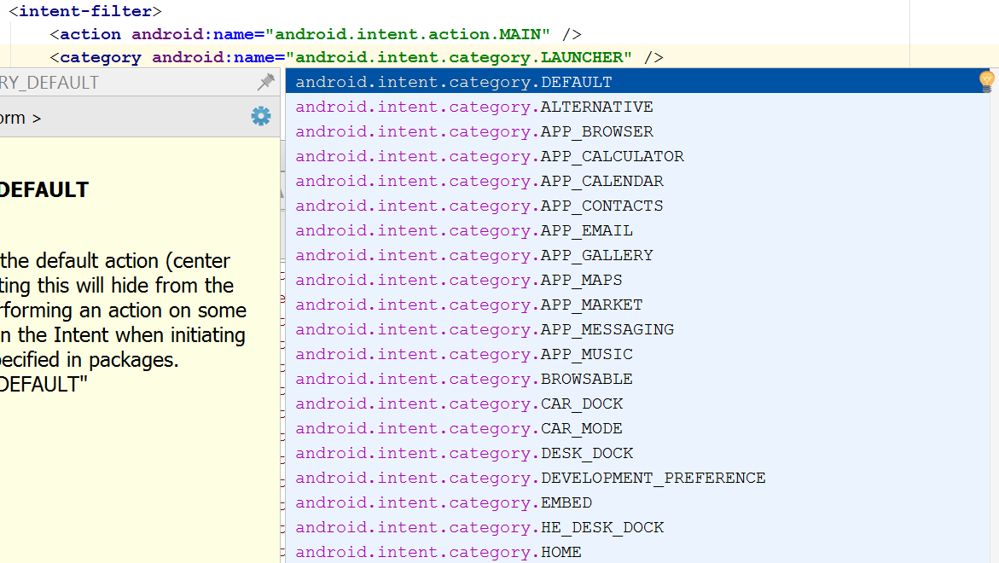 <intent-filter>
<action android:name="android.intent.action.MAIN" />
<category android:name="android.intent.category.LAUNCHER" />
RY_DEFAULT
orm >
DEFAULT
the default action (center
ting this will hide from the
rforming an action on some
n the Intent when initiating
pecified in packages.
DEFAULT"
android.intent.category.DEFAULT
android.intent.category.ALTERNATIVE
android.intent.category.APP_BROWSER
android.intent.category.APP_CALCULATOR
android.intent.category.APP_CALENDAR
android.intent.category.APP_CONTACTS
android.intent.category.APP_EMAIL
android.intent.category.APP_GALLERY
android.intent.category.APP_MAPS
android.intent.category.APP_MARKET
android.intent.category.APP_MESSAGING
android.intent.category.APP_MUSIC
android.intent.category.BROWSABLE
android.intent.category.CAR_DOCK
android.intent.category.CAR_MODE
android.intent.category.DESK_DOCK
android.intent.category.DEVELOPMENT_PREFERENCE
android.intent.category.EMBED
android.intent.category.HE_DESK_DOCK
android.intent.category.HOME